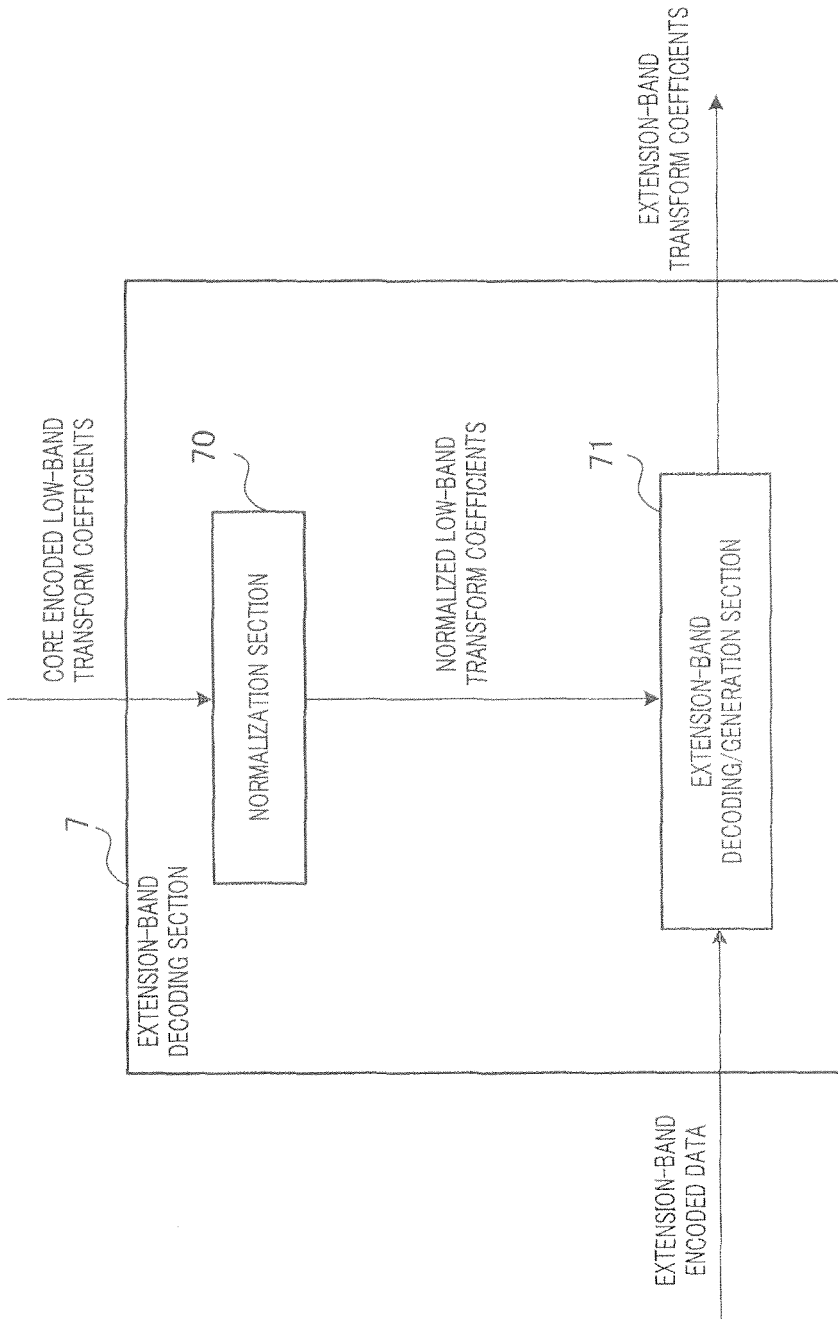 CORE ENCODED LOW-BAND
TRANSFORM COEFFICIENTS
7
EXTENSION-BAND
DECODING SECTION
70
NORMALIZATION SECTION
NORMALIZED LOW-BAND
TRANSFORM COEFFICIENTS
71
EXTENSION-BAND
DECODING/GENERATION SECTION
EXTENSION-BAND
ENCODED DATA
EXTENSION-BAND
TRANSFORM COEFFICIENTS